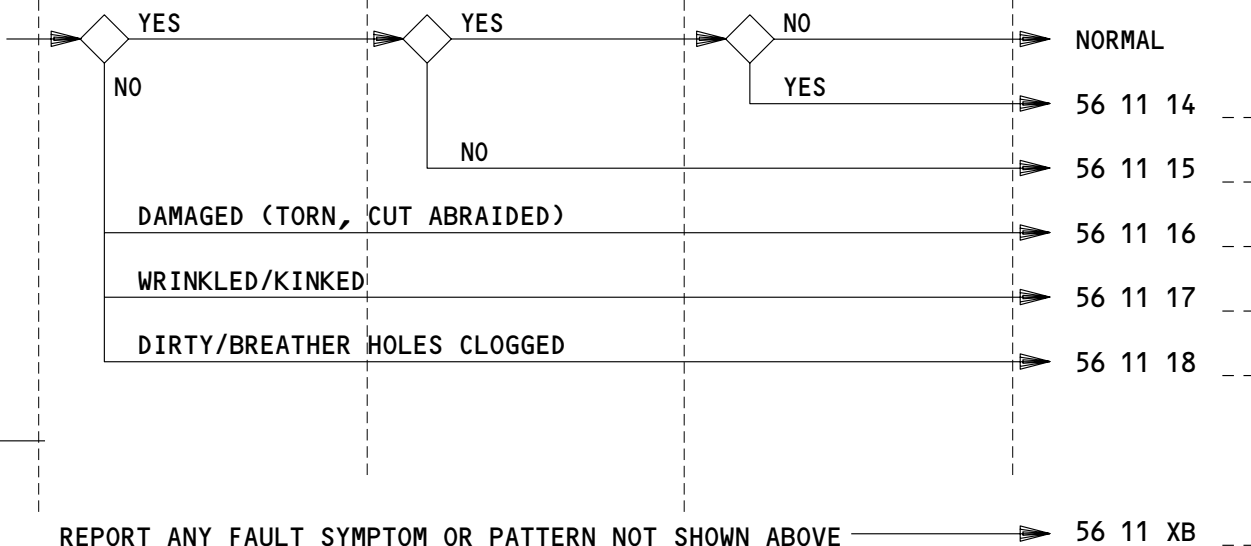 YES YES NO NORMAL
NO YES 56 11 14 _ _
NO 56 11 15 _ _
DAMAGED (TORN, CUT ABRAIDED) 56 11 16 _ _
WRINKLED/KINKED 56 11 17 _ _
DIRTY/BREATHER HOLES CLOGGED 56 11 18 _ _
REPORT ANY FAULT SYMPTOM OR PATTERN NOT SHOWN ABOVE 56 11 XB _ _